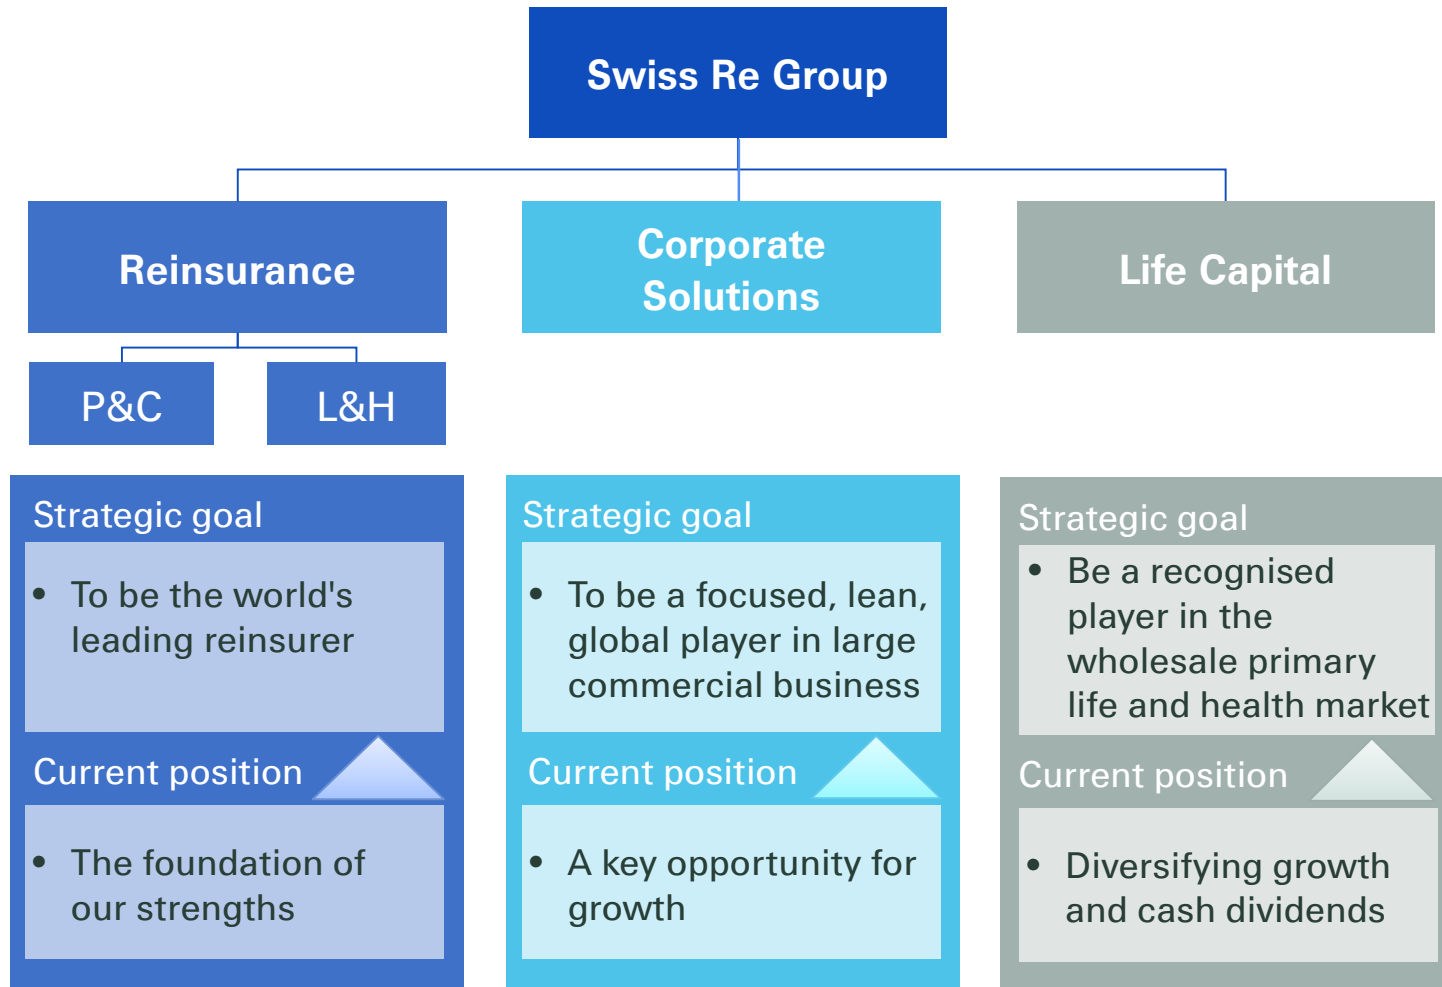 Swiss Re Group
Reinsurance
Corporate
Solutions
Life Capital
P&C
L&H
Strategic goal
• To be the world's
leading reinsurer
Current position
• The foundation of
our strengths
Strategic goal
• To be a focused, lean,
global player in large
commercial business
Current position
• A key opportunity for
growth
Strategic goal
• Be a recognised
player in the
wholesale primary
life and health market
Current position
• Diversifying growth
and cash dividends